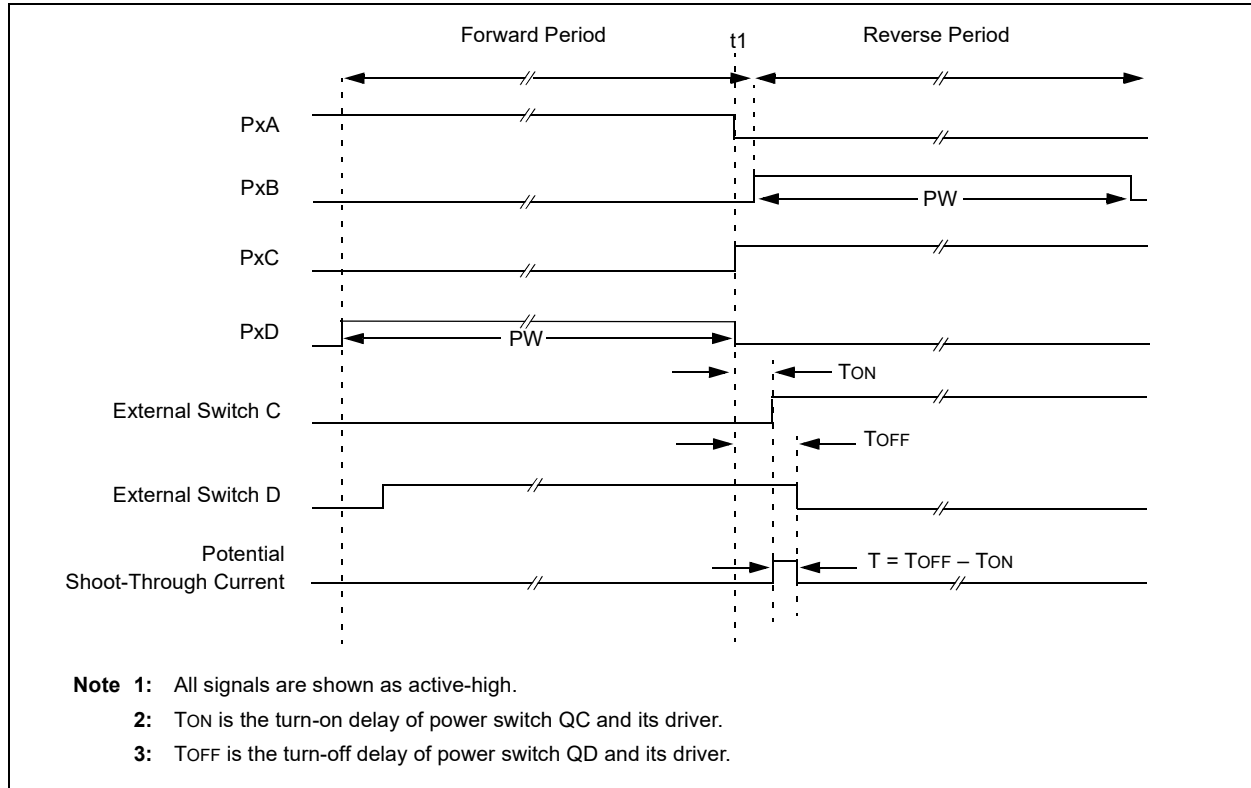 Forward Period
t1
Reverse Period
PxA
PxB
PW
PxC
PxD
PW
TON
External Switch C
TOFF
External Switch D
Potential
Shoot-Through Current
T = TOFF – TON
Note 1: All signals are shown as active-high.
2: TON is the turn-on delay of power switch QC and its driver.
3: TOFF is the turn-off delay of power switch QD and its driver.